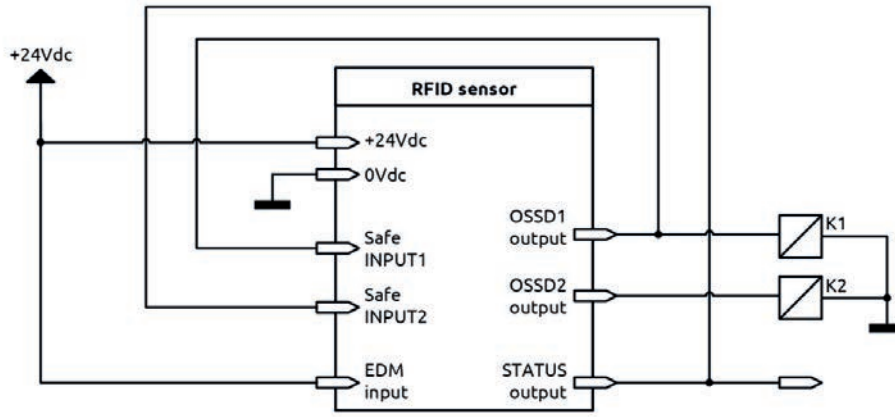 +24Vdc
RFID sensor
+24Vdc
0Vdc
Safe
INPUT1
Safe
INPUT2
EDM
input
OSSD1
output
OSSD2
output
STATUS
output
K1
K2